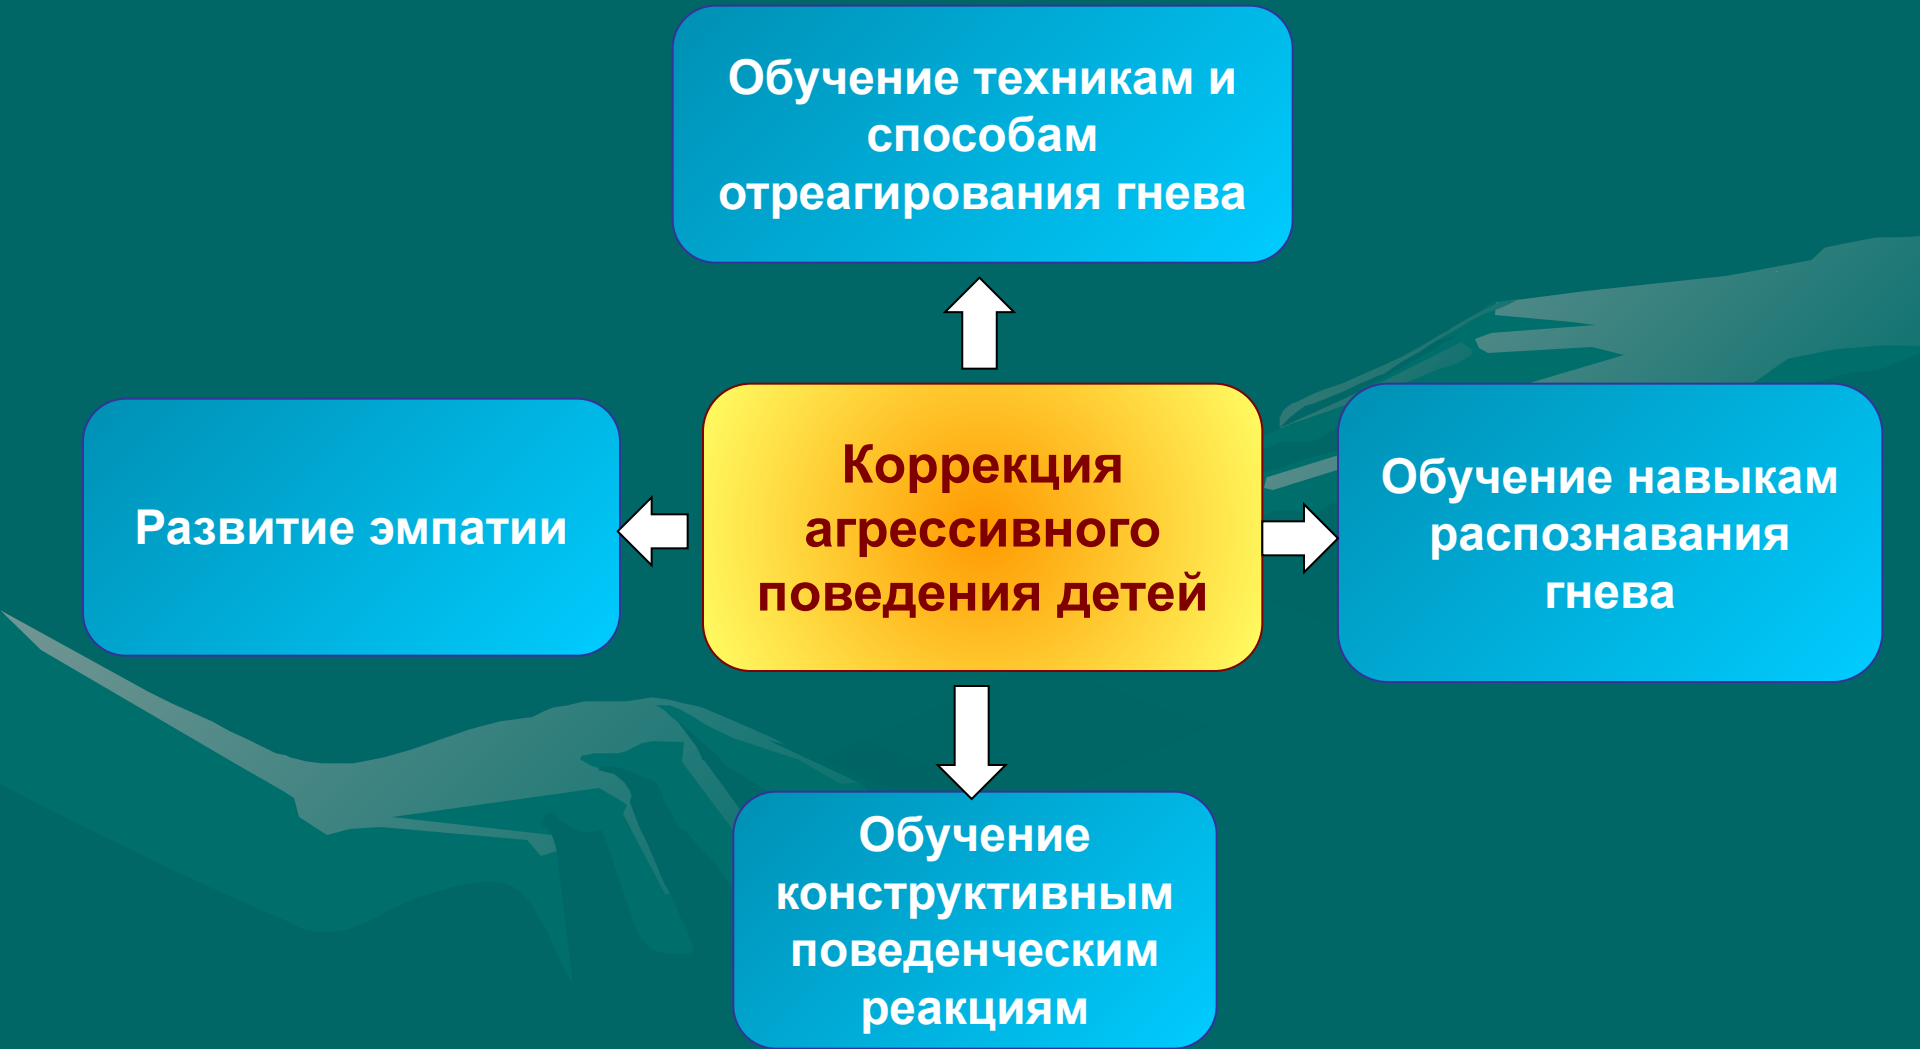 Обучение техникам и
способам
отреагирования гнева
Развитие эмпатии
Коррекция
агрессивного
поведения детей
Обучение навыкам
распознавания
гнева
Обучение
конструктивным
поведенческим
реакциям